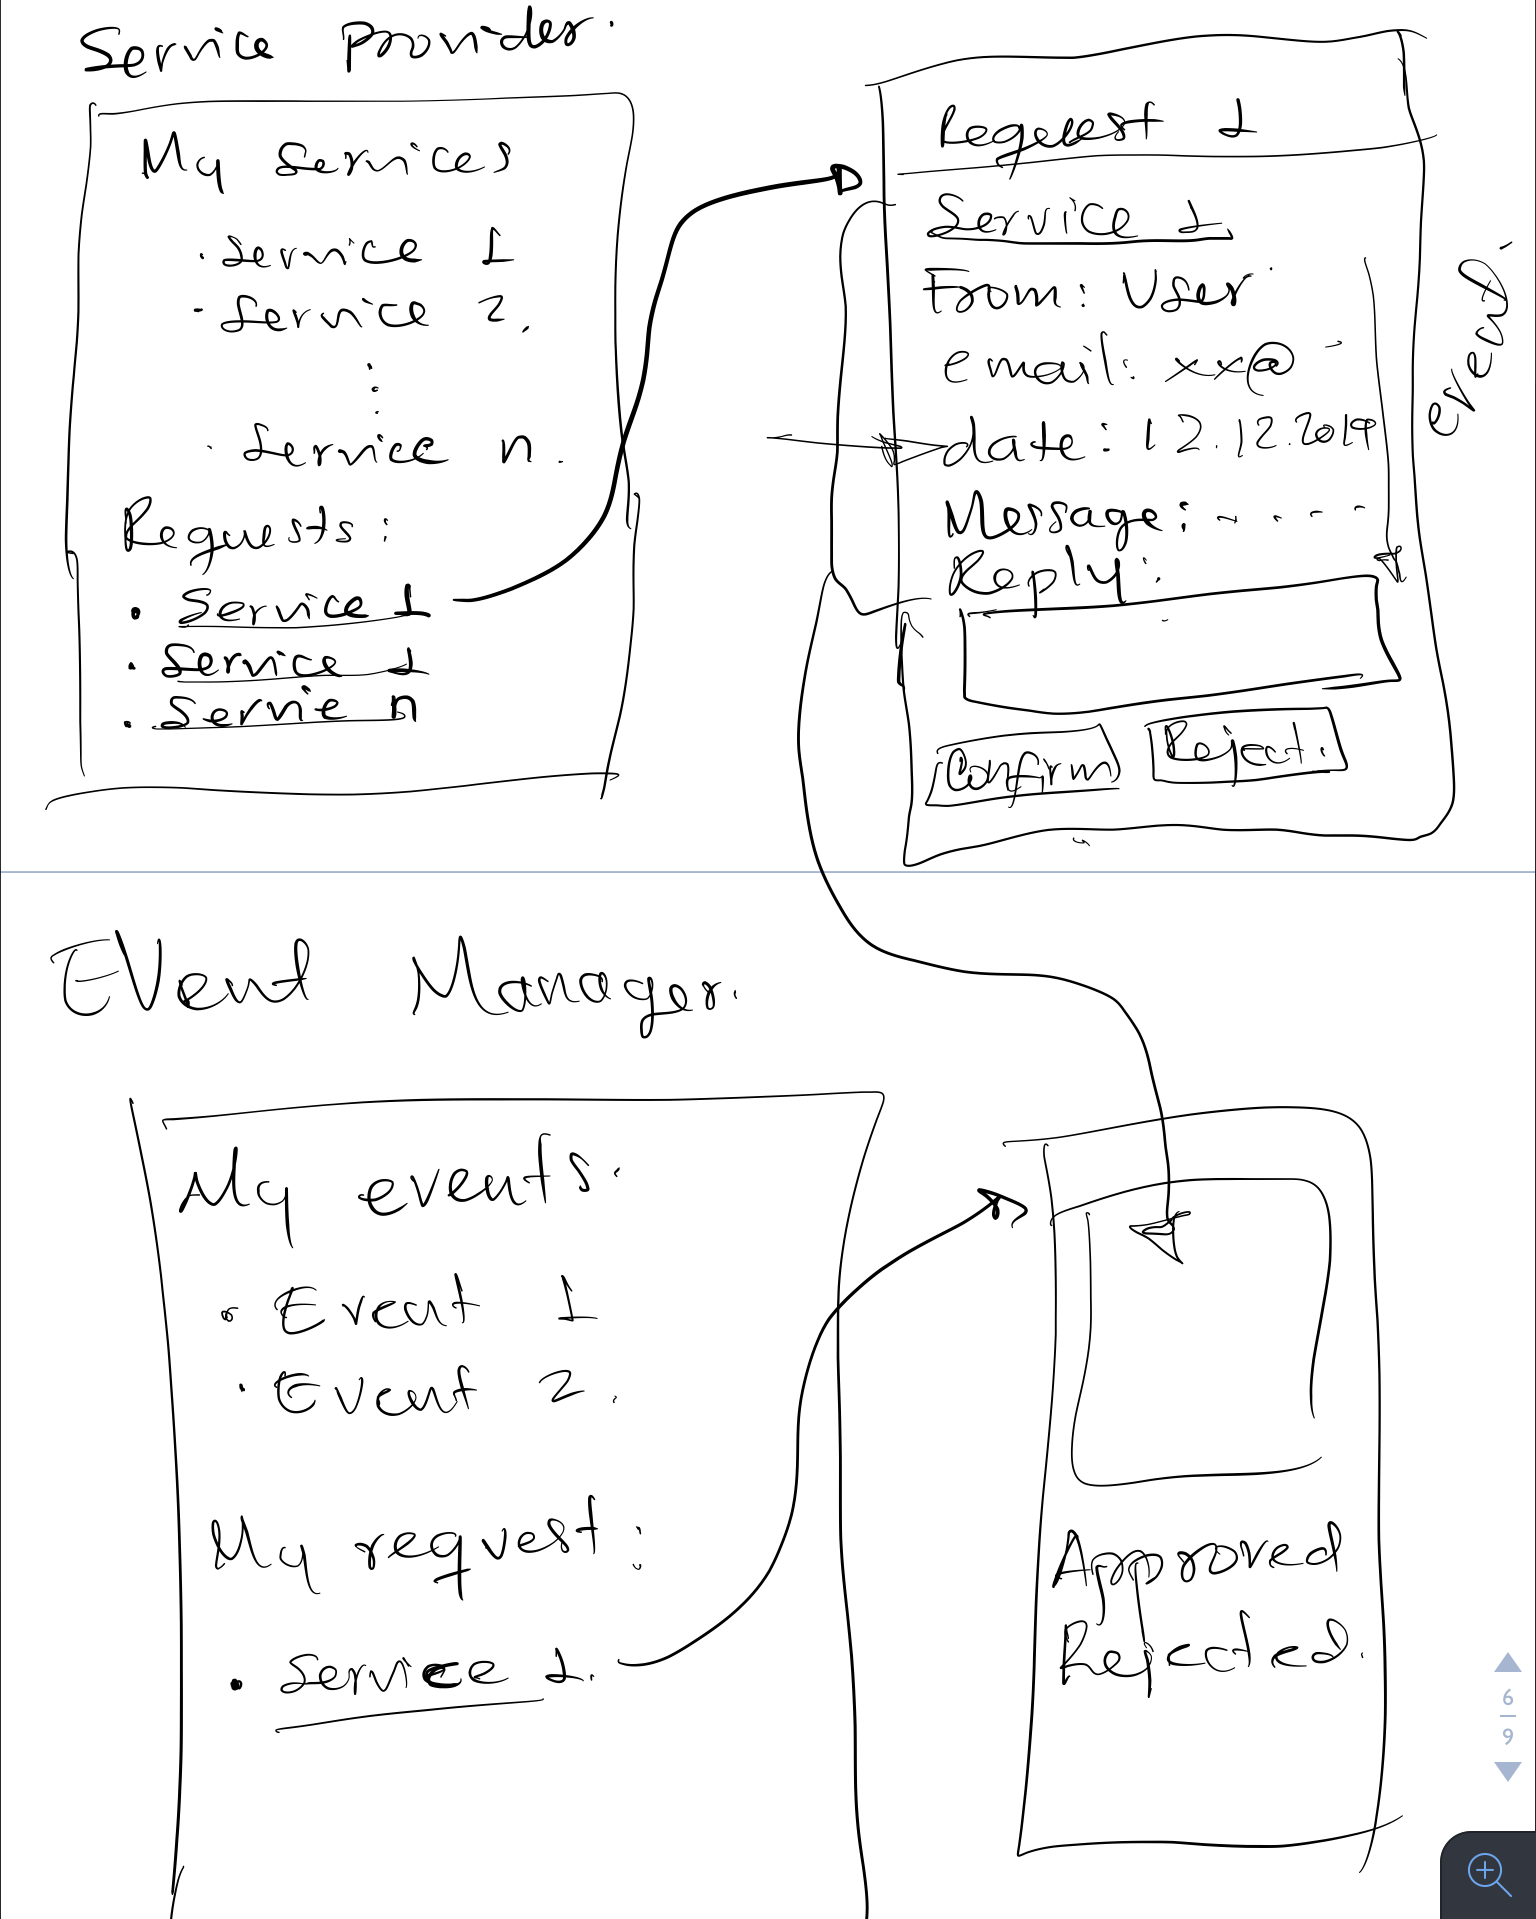 Service Provider.
My Services
· Service 1
· Service 2.
· Service n.
Requests:
• Service 1
• Service 1
• Servie n
Request 1
Service 1
From: User
email: xx@
date: 12.12.2019
Message: - - - -
Reply:
Confirm
Reject.
event.
Event Manager.
My events.
• Event 1
· Event 2.
My request:
• Service 1.
Approved
Rejected.
6
9